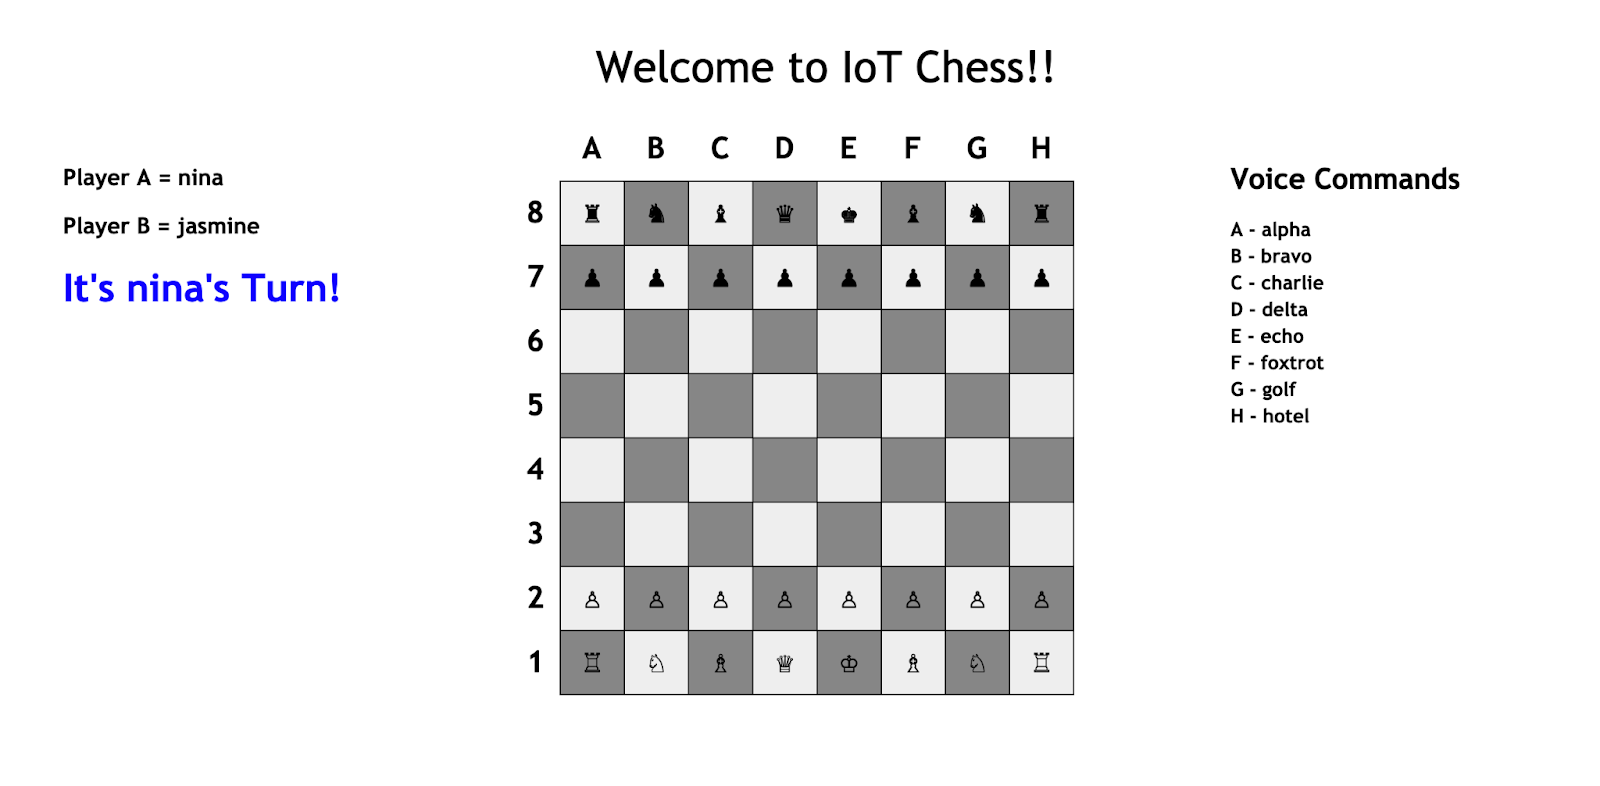 Welcome to IoT Chess!!
Player A = nina
Player B = jasmine
It's nina's Turn!
A B C D E F G H
8
7
6
5
4
3
2
1
Voice Commands
A - alpha
B - bravo
C - charlie
D - delta
E - echo
F - foxtrot
G - golf
H - hotel